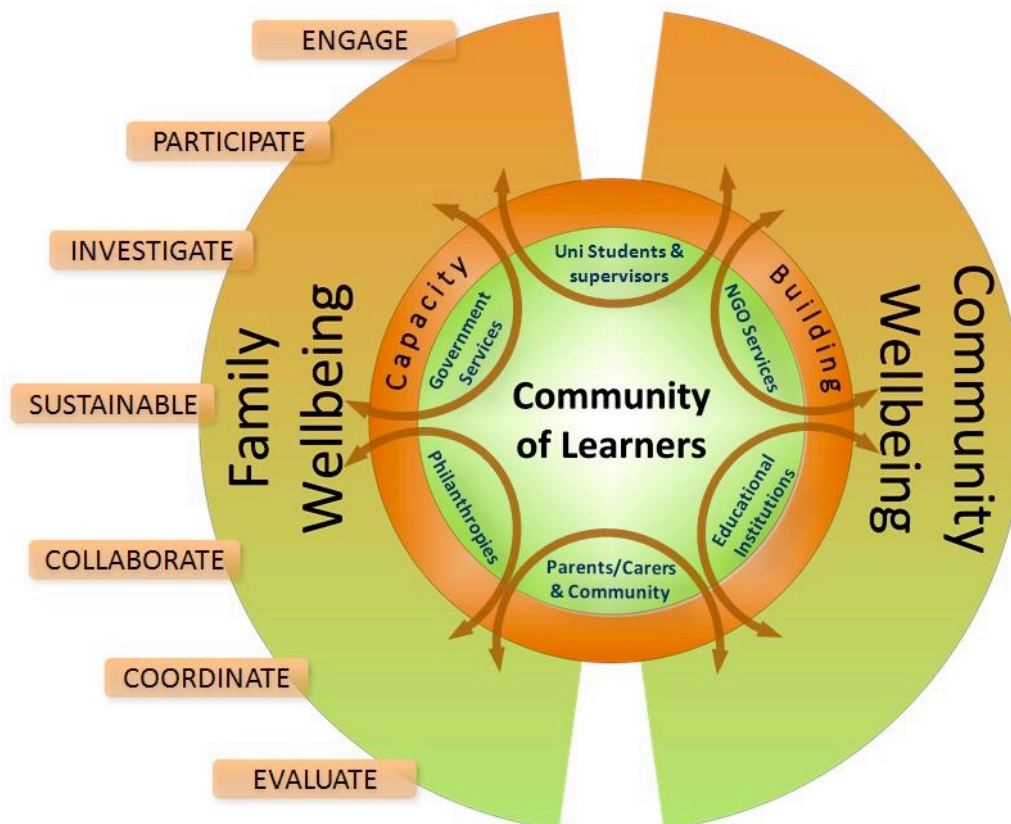 ENGAGE
PARTICIPATE
INVESTIGATE
SUSTAINABLE
COLLABORATE
COORDINATE
EVALUATE
Family
Wellbeing
Capacity
Building
Community
Wellbeing
Uni Students &
supervisors
Government
Services
NGO Services
Community
of Learners
Philanthropies
Educational
Institutions
Parents/Carers
& Community